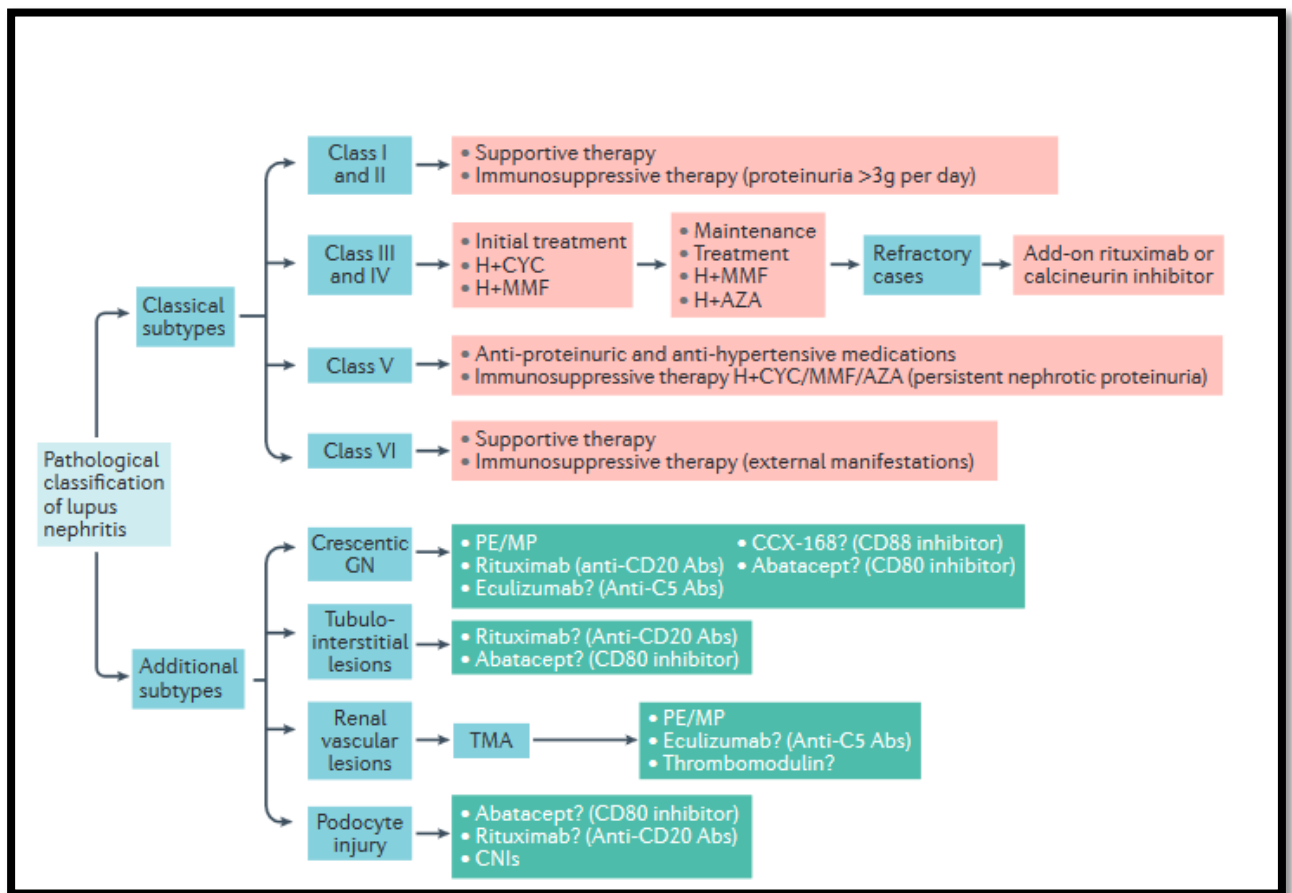 Pathological
classification
of lupus
nephritis
Classical
subtypes
Class I
and II
• Supportive therapy
• Immunosuppressive therapy (proteinuria >3g per day)
Class III
and IV
• Initial treatment
• H+CYC
• H+MMF
• Maintenance
• Treatment
• H+MMF
• H+AZA
Refractory
cases
Add-on rituximab or
calcineurin inhibitor
Class V
• Anti-proteinuric and anti-hypertensive medications
• Immunosuppressive therapy H+CYC/MMF/AZA (persistent nephrotic proteinuria)
Class VI
• Supportive therapy
• Immunosuppressive therapy (external manifestations)
Additional
subtypes
Crescentic
GN
• PE/MP
• Rituximab (anti-CD20 Abs)
• Eculizumab? (Anti-C5 Abs)
• CCX-168? (CD88 inhibitor)
• Abatacept? (CD80 inhibitor)
Tubulo-
interstitial
lesions
• Rituximab? (Anti-CD20 Abs)
• Abatacept? (CD80 inhibitor)
Renal
vascular
lesions
TMA
• PE/MP
• Eculizumab? (Anti-C5 Abs)
• Thrombomodulin?
Podocyte
injury
• Abatacept? (CD80 inhibitor)
• Rituximab? (Anti-CD20 Abs)
• CNIs